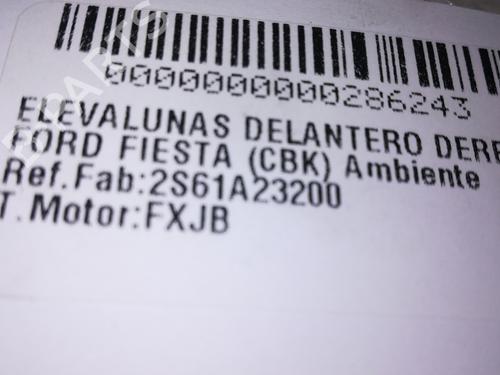 0000000000286243
ELEVALUNAS DELANTERO DERE
FORD FIESTA (CBK) Ambiente
Ref.Fab:2S61A23200
T.Motor:FXJB